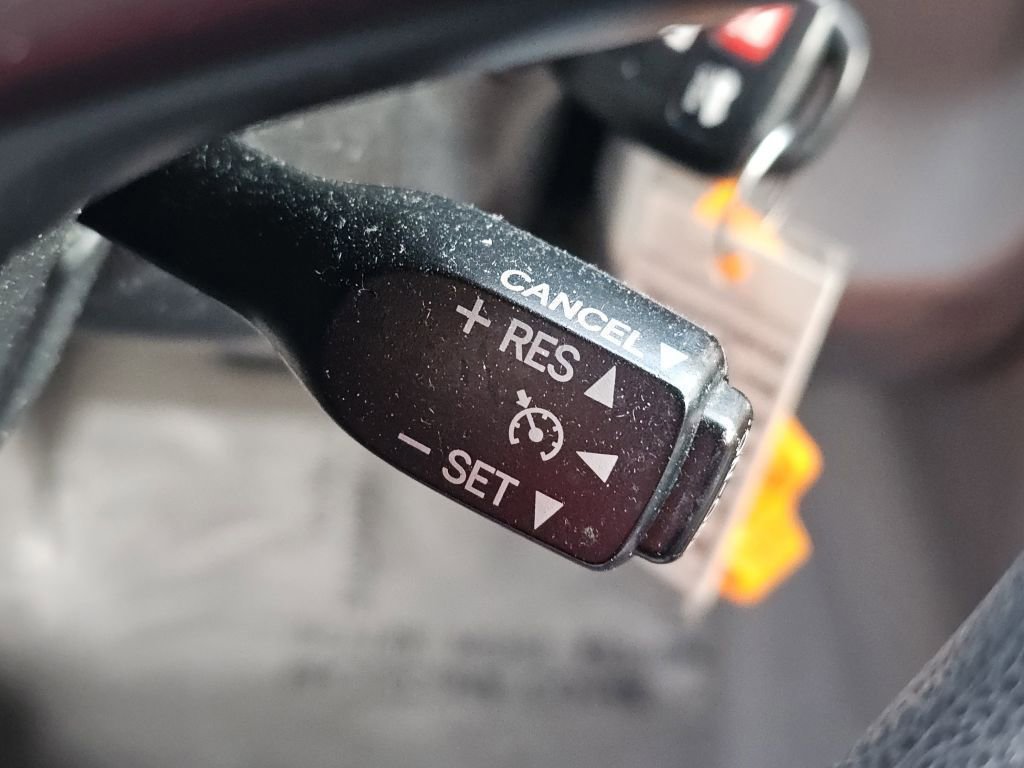 CANCEL ▼
+ RES ▲
◀
− SET ▼